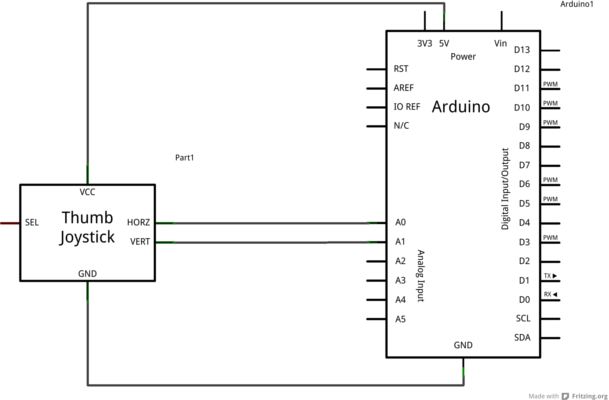 Arduino1
3V3 5V Vin
Power
D13
RST D12
AREF D11 PWM
IO REF Arduino D10 PWM
N/C D9 PWM
D8
Part1
D7
Digital Input/Output
VCC D6 PWM
D5 PWM
SEL Thumb HORZ A0 D4
Joystick VERT A1 D3 PWM
A2 D2
Analog Input
GND A3 D1 TX
A4 D0 RX
A5 SCL
SDA
GND
Made with Fritzing.org